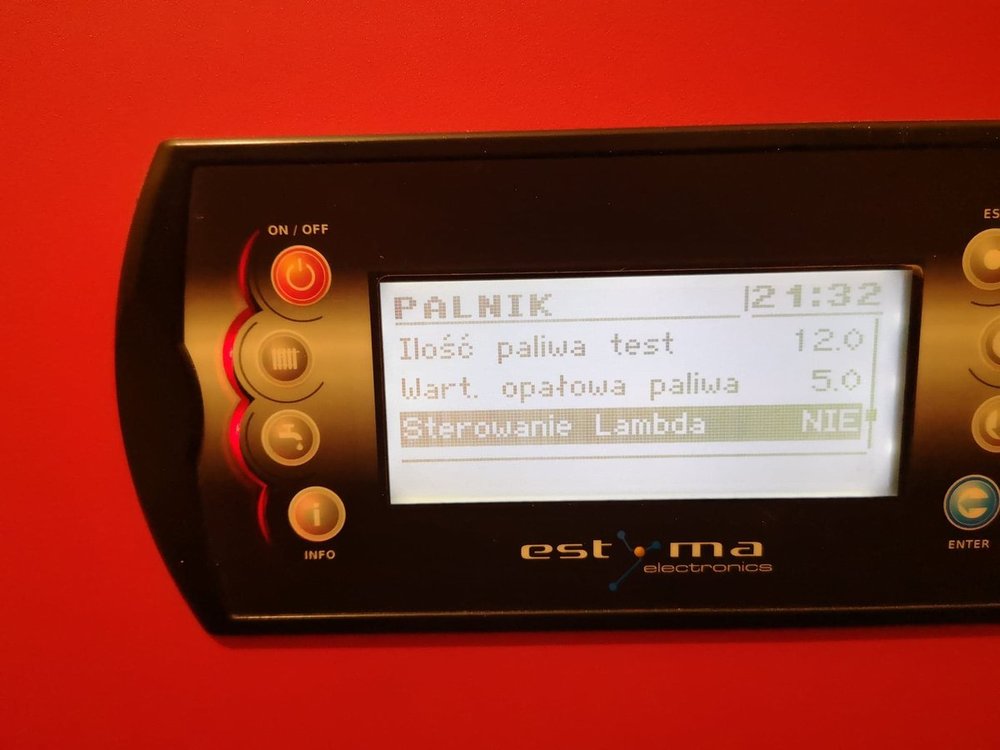 ON / OFF
ES
PALNIK 21:32
Ilość paliwa test 12.0
Wart. opałowa paliwa 5.0
Sterowanie Lambda NIE
INFO
ENTER
estyma
electronics